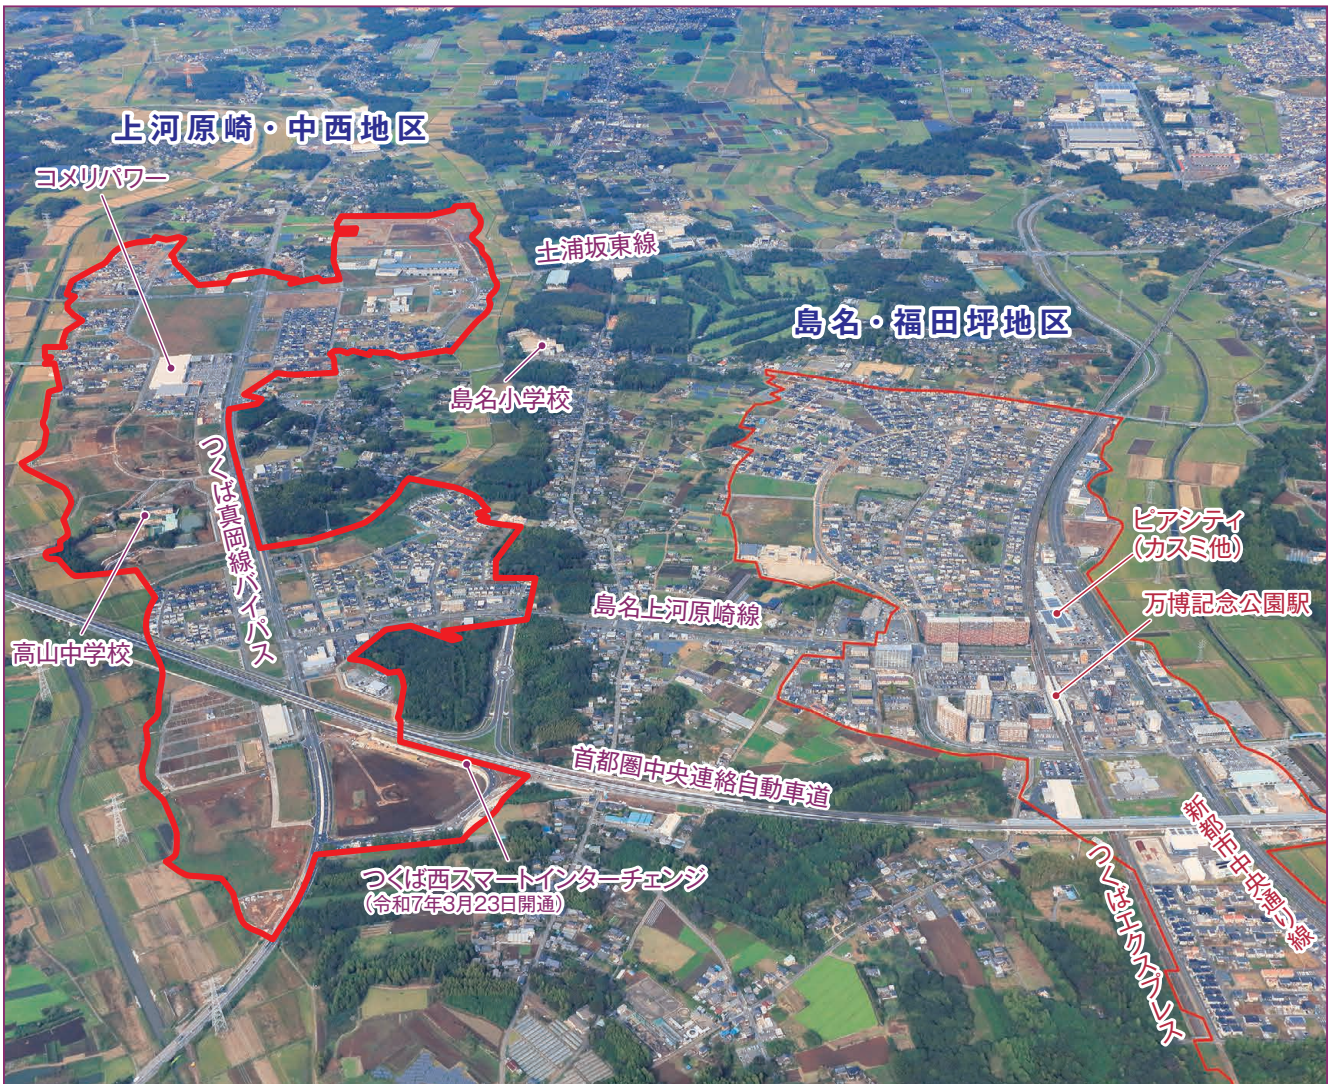 上河原崎・中西地区
コメリパワー
土浦坂東線
島名・福田坪地区
島名小学校
つくば真岡線バイパス
ピアシティ
(カスミ他)
万博記念公園駅
島名上河原崎線
高山中学校
首都圏中央連絡自動車道
新都市中央通り線
つくばエクスプレス
つくば西スマートインターチェンジ
(令和7年3月23日開通)